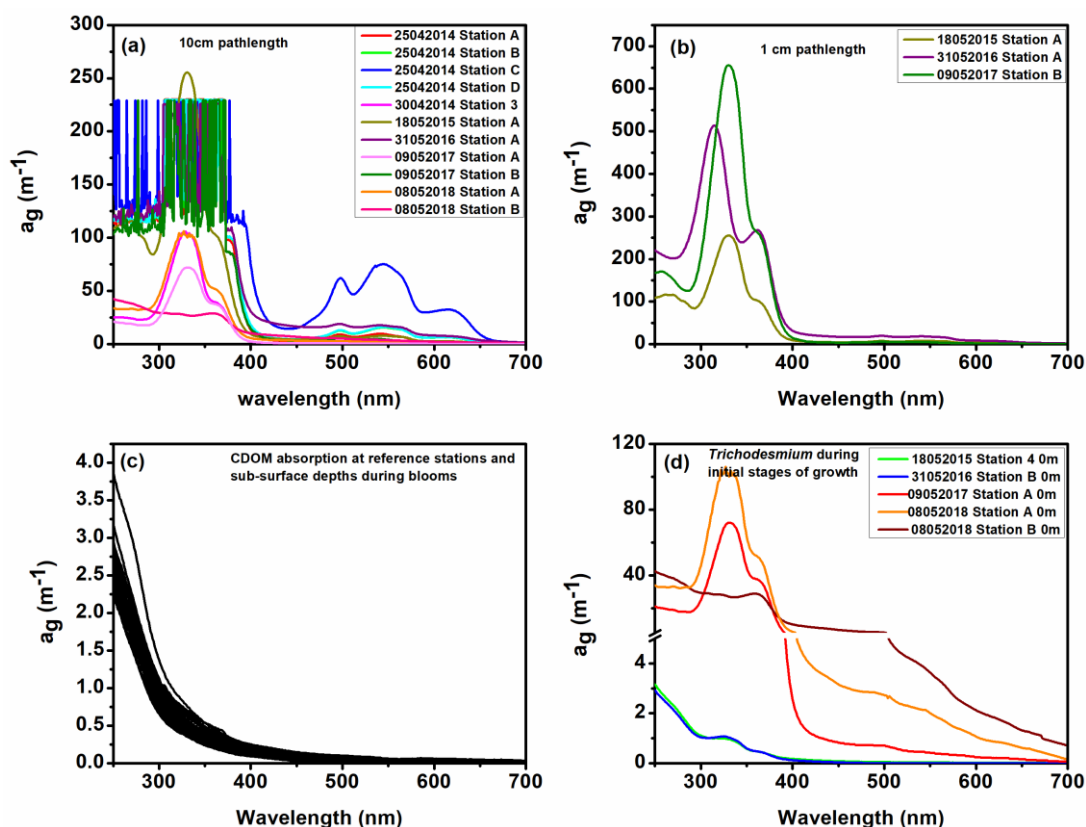 (a)
10cm pathlength
25042014 Station A
25042014 Station B
25042014 Station C
25042014 Station D
30042014 Station 3
18052015 Station A
31052016 Station A
09052017 Station A
09052017 Station B
08052018 Station A
08052018 Station B
300
250
200
150
100
50
0
ag (m-1)
300 400 500 600 700
wavelength (nm)
(b)
1 cm pathlength
18052015 Station A
31052016 Station A
09052017 Station B
700
600
500
400
300
200
100
0
ag (m-1)
300 400 500 600 700
Wavelength (nm)
(c)
CDOM absorption at reference stations and
sub-surface depths during blooms
4.0
3.5
3.0
2.5
2.0
1.5
1.0
0.5
0.0
ag (m-1)
300 400 500 600 700
Wavelength (nm)
(d)
Trichodesmium during
initial stages of growth
18052015 Station 4 0m
31052016 Station B 0m
09052017 Station A 0m
08052018 Station A 0m
08052018 Station B 0m
120
80
40
4
2
0
ag (m-1)
300 400 500 600 700
Wavelength (nm)